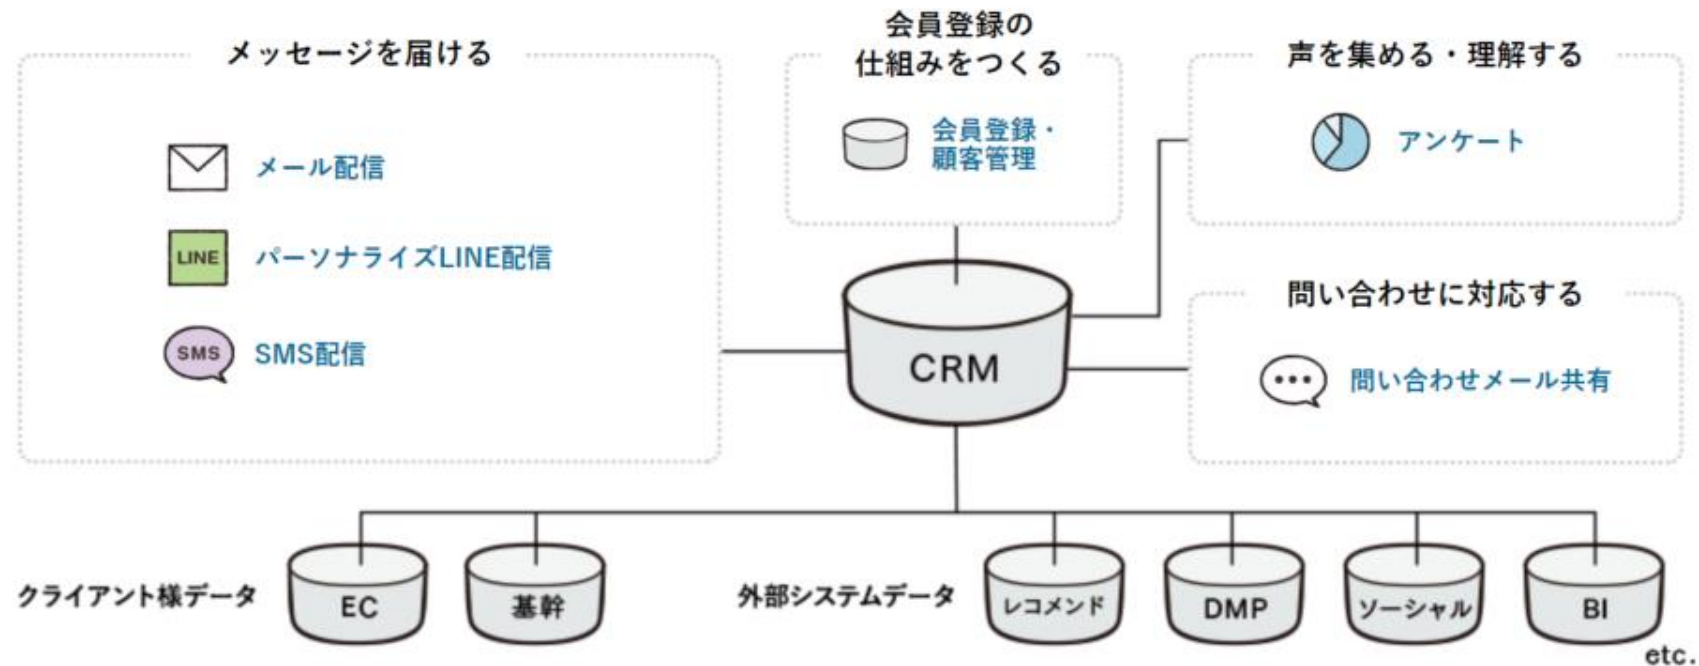 メッセージを届ける
メール配信
LINE
パーソナライズLINE配信
SMS
SMS配信
会員登録の
仕組みをつくる
会員登録・
顧客管理
声を集める・理解する
アンケート
問い合わせに対応する
問い合わせメール共有
CRM
クライアント様データ
EC
基幹
外部システムデータ
レコメンド
DMP
ソーシャル
BI
etc.